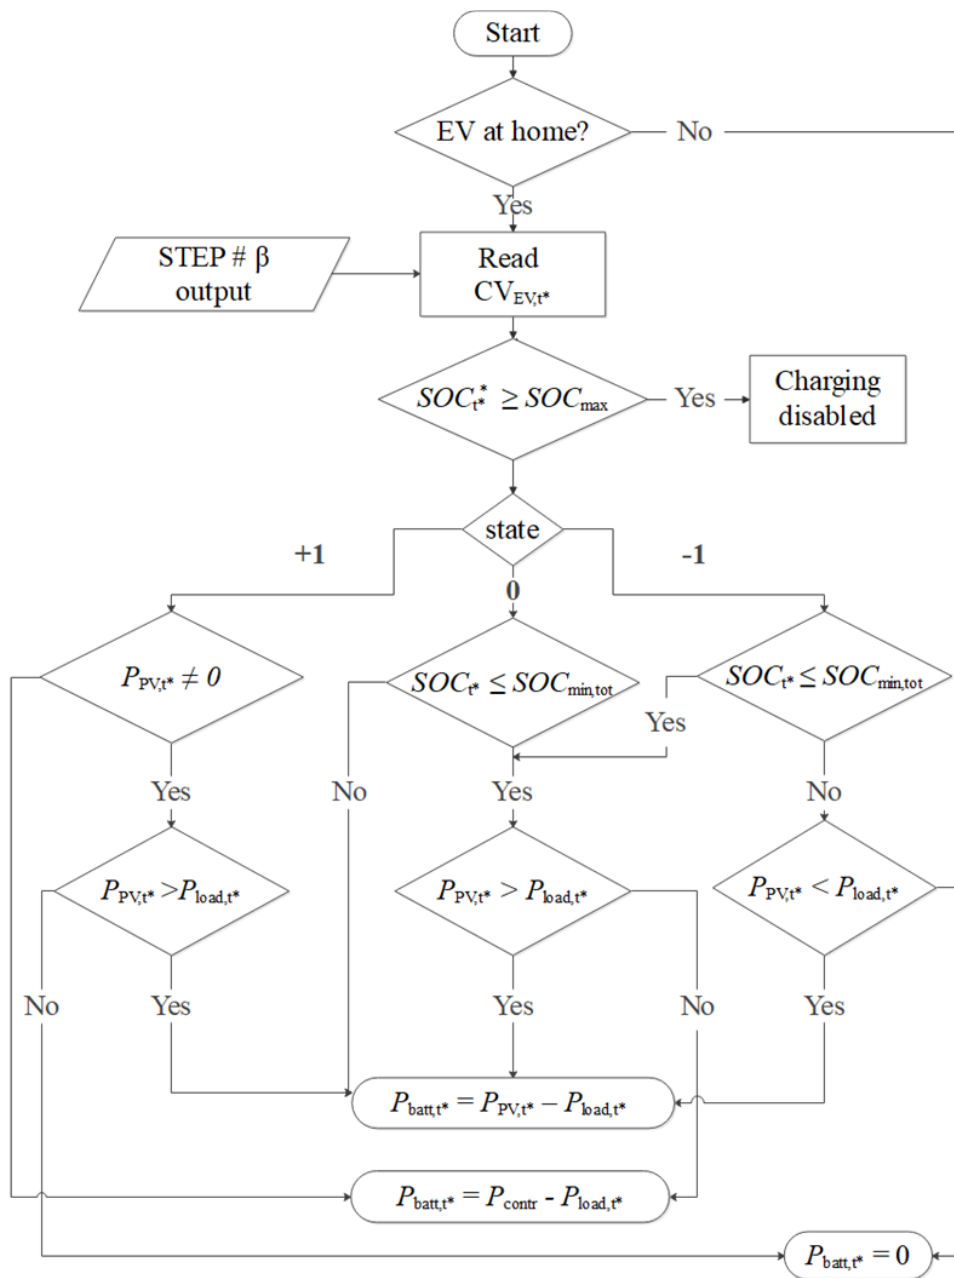 Start
EV at home?
No
Yes
STEP # β
output
Read
CV_EV,t*
SOC_t*^* ≥ SOC_max
Yes
Charging
disabled
state
+1
0
-1
P_PV,t* ≠ 0
SOC_t* ≤ SOC_min,tot
SOC_t* ≤ SOC_min,tot
Yes
Yes
No
Yes
No
P_PV,t* >P_load,t*
P_PV,t* > P_load,t*
P_PV,t* < P_load,t*
No
Yes
Yes
No
Yes
P_batt,t* = P_PV,t* – P_load,t*
P_batt,t* = P_contr - P_load,t*
P_batt,t* = 0